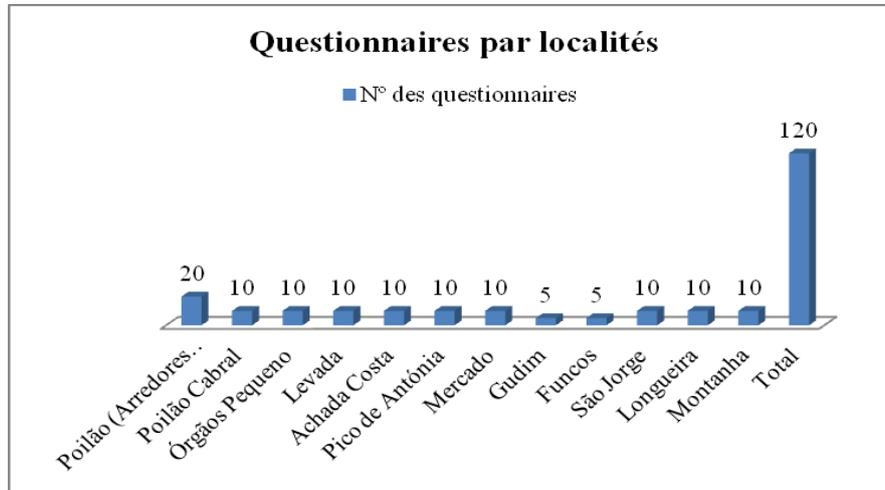 Questionnaires par localités
Nº des questionnaires
120
20
10
10
10
10
10
10
5
5
10
10
10
Poilão (Arredores..
Poilão Cabral
Órgãos Pequeno
Levada
Achada Costa
Pico de Antónia
Mercado
Gudim
Funcos
São Jorge
Longueira
Montanha
Total